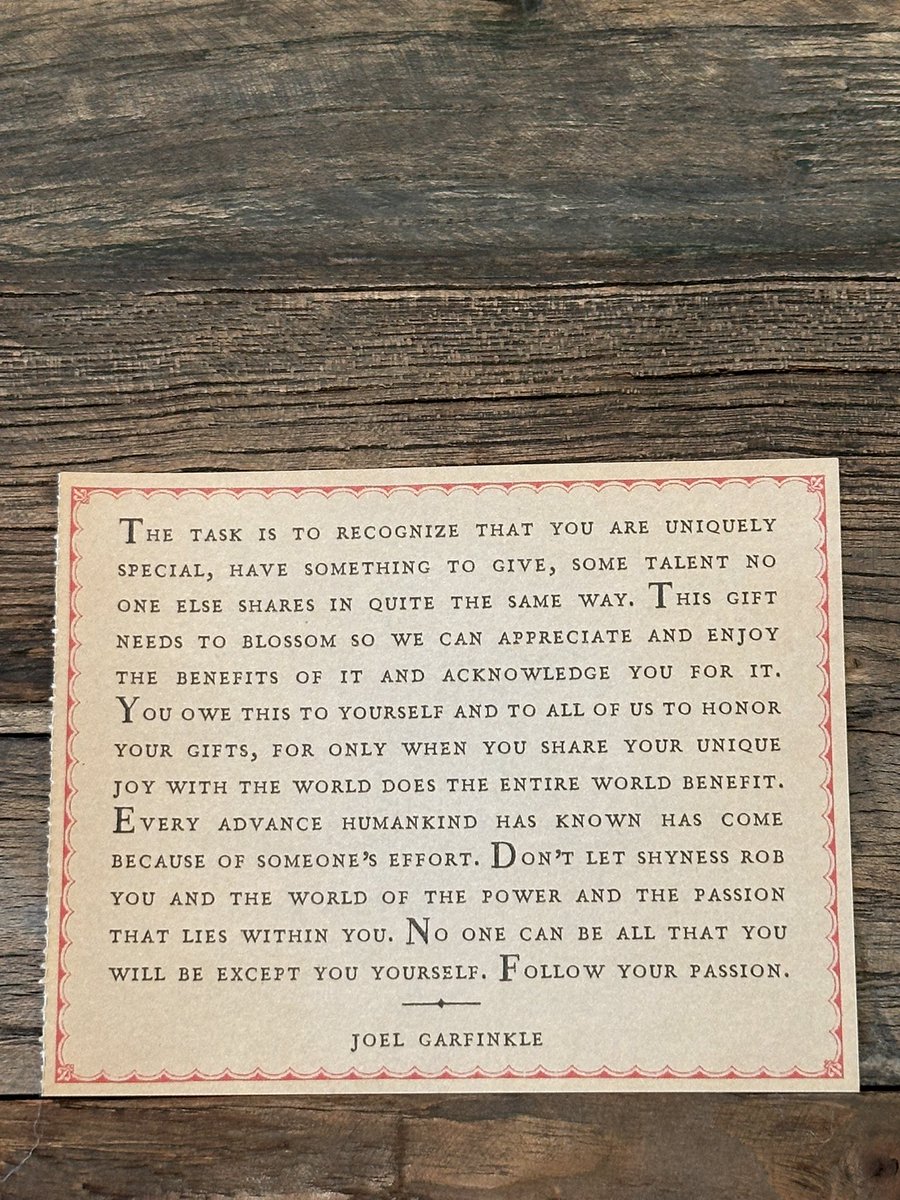 The task is to recognize that you are uniquely
special, have something to give, some talent no
one else shares in quite the same way. This gift
needs to blossom so we can appreciate and enjoy
the benefits of it and acknowledge you for it.
You owe this to yourself and to all of us to honor
your gifts, for only when you share your unique
joy with the world does the entire world benefit.
Every advance humankind has known has come
because of someone’s effort. Don’t let shyness rob
you and the world of the power and the passion
that lies within you. No one can be all that you
will be except you yourself. Follow your passion.
Joel Garfinkle